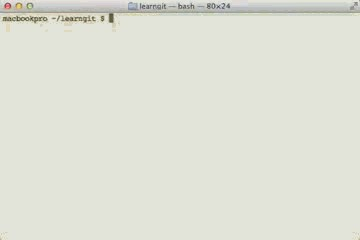 learngit — bash — 80×24
macbookpro ~/learngit $